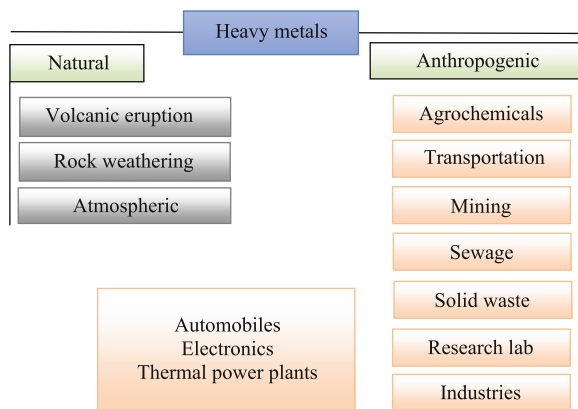 Heavy metals
Natural
Volcanic eruption
Rock weathering
Atmospheric
Anthropogenic
Agrochemicals
Transportation
Mining
Sewage
Solid waste
Research lab
Industries
Automobiles
Electronics
Thermal power plants